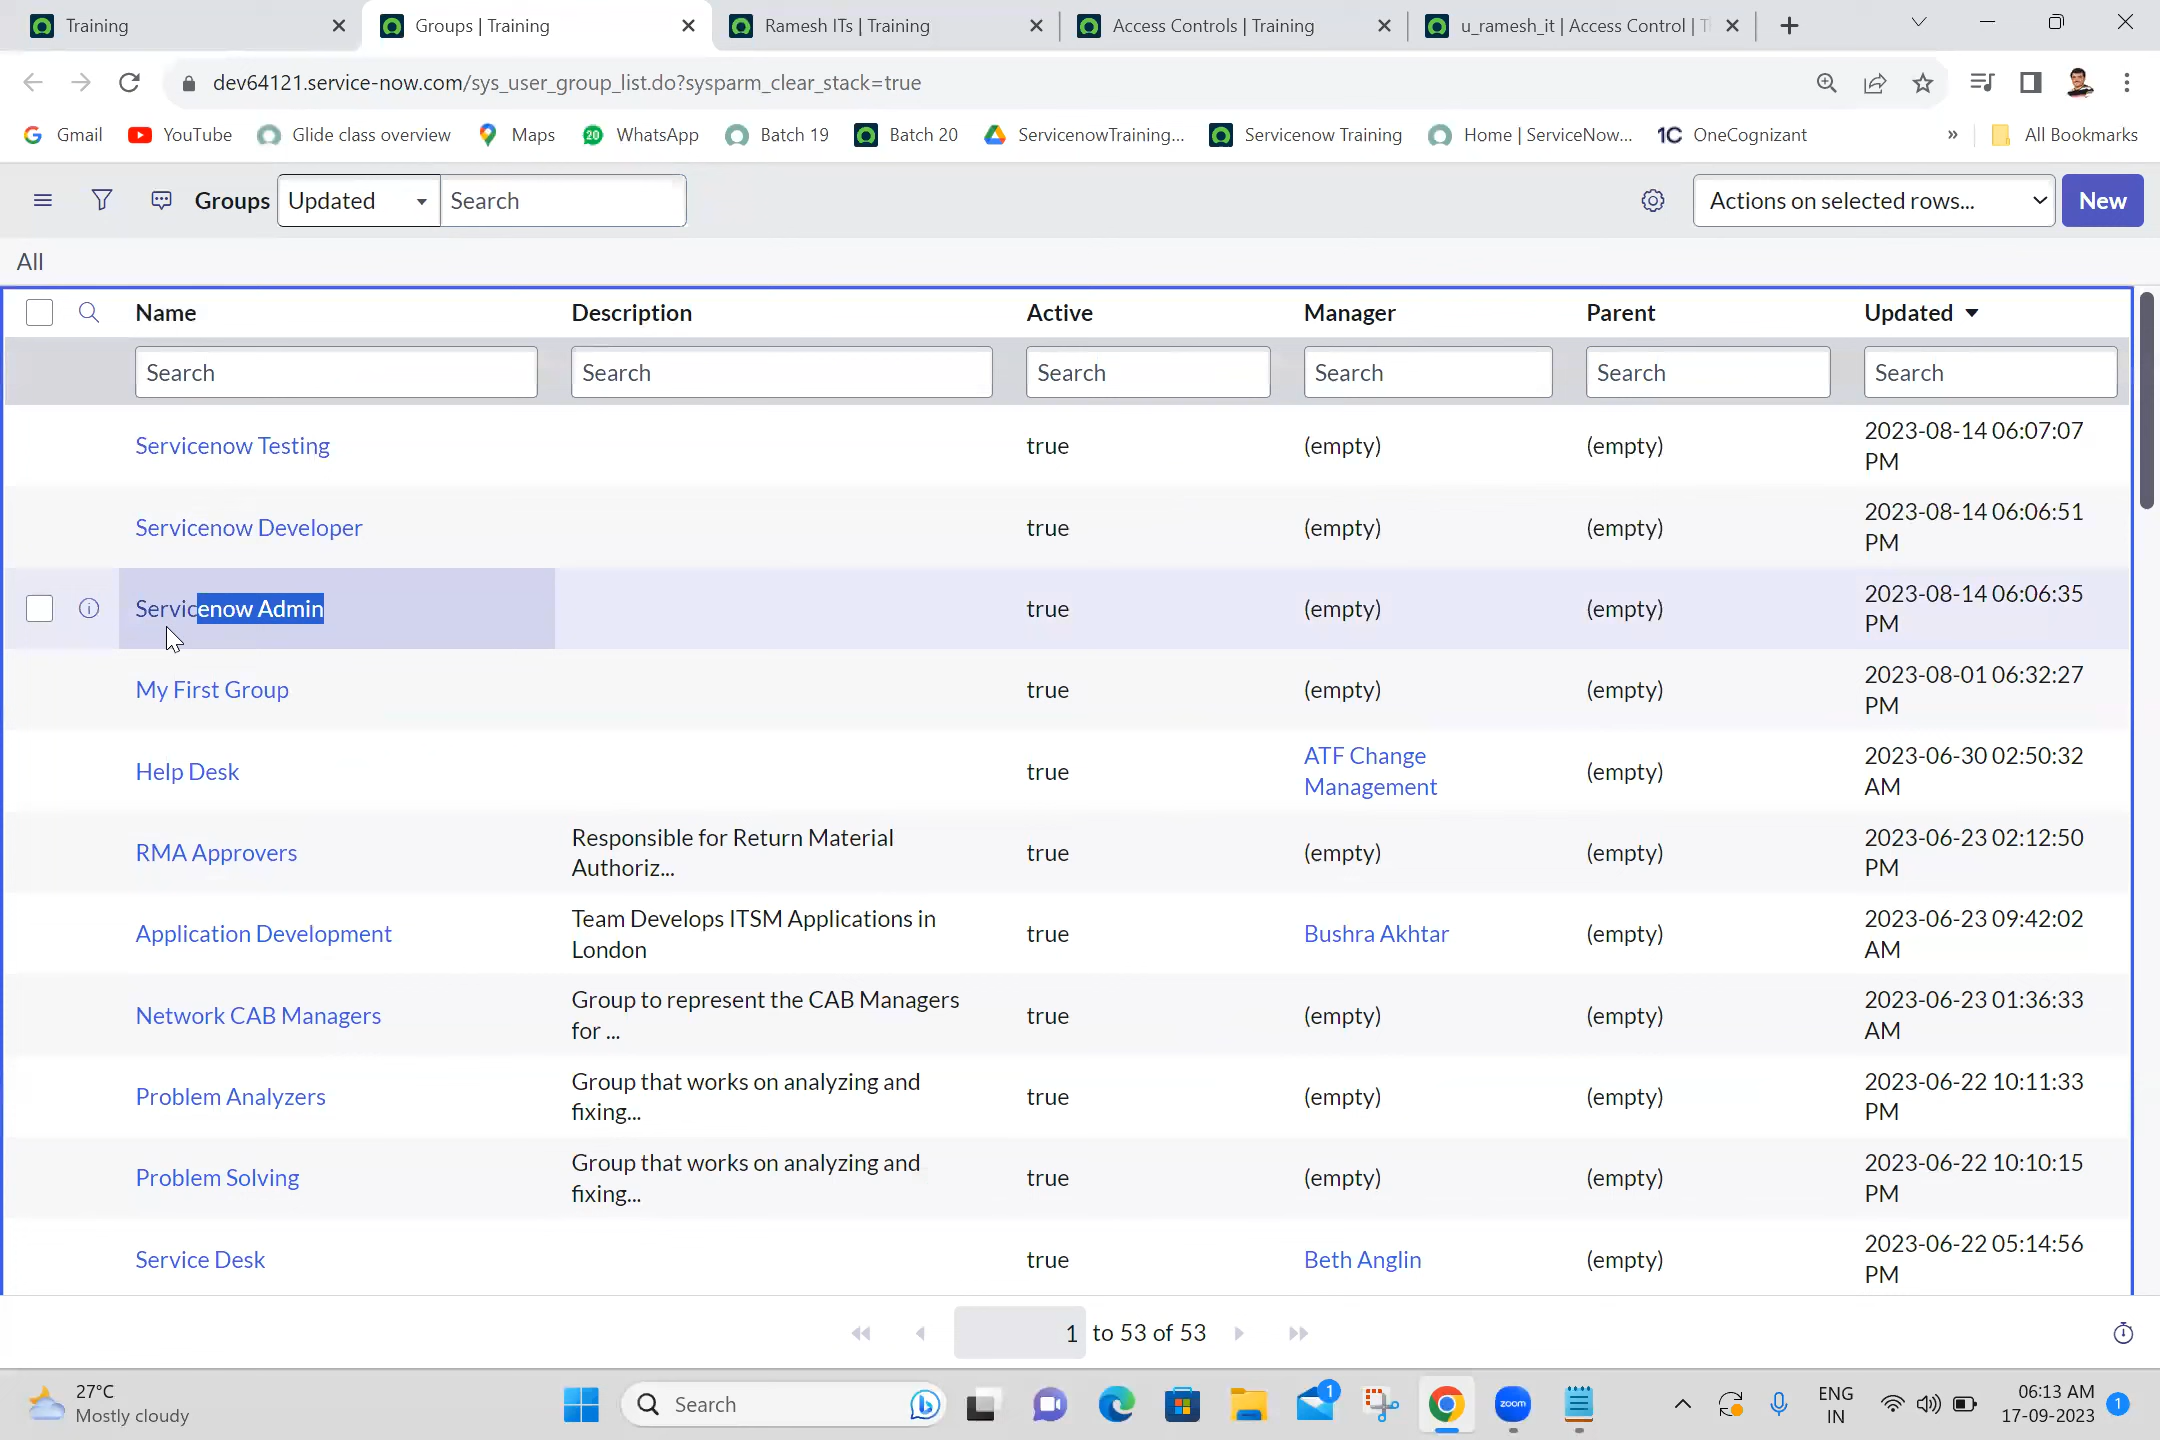 Training
Groups | Training
Ramesh ITs | Training
Access Controls | Training
u_ramesh_it | Access Control |
dev64121.service-now.com/sys_user_group_list.do?sysparm_clear_stack=true
Gmail
YouTube
Glide class overview
Maps
20
WhatsApp
Batch 19
Batch 20
ServicenowTraining...
Servicenow Training
Home | ServiceNow...
1C
OneCognizant
»
All Bookmarks
Groups
Updated
Search
Actions on selected rows...
New
All
Name
Description
Active
Manager
Parent
Updated
Search
Search
Search
Search
Search
Search
Servicenow Testing
true
(empty)
(empty)
2023-08-14 06:07:07
PM
Servicenow Developer
true
(empty)
(empty)
2023-08-14 06:06:51
PM
Servicenow Admin
true
(empty)
(empty)
2023-08-14 06:06:35
PM
My First Group
true
(empty)
(empty)
2023-08-01 06:32:27
PM
Help Desk
true
ATF Change
Management
(empty)
2023-06-30 02:50:32
AM
RMA Approvers
Responsible for Return Material
Authoriz...
true
(empty)
(empty)
2023-06-23 02:12:50
PM
Application Development
Team Develops ITSM Applications in
London
true
Bushra Akhtar
(empty)
2023-06-23 09:42:02
AM
Network CAB Managers
Group to represent the CAB Managers
for ...
true
(empty)
(empty)
2023-06-23 01:36:33
AM
Problem Analyzers
Group that works on analyzing and
fixing...
true
(empty)
(empty)
2023-06-22 10:11:33
PM
Problem Solving
Group that works on analyzing and
fixing...
true
(empty)
(empty)
2023-06-22 10:10:15
PM
Service Desk
true
Beth Anglin
(empty)
2023-06-22 05:14:56
PM
1 to 53 of 53
27°C
Mostly cloudy
Search
1
zoom
ENG
IN
06:13 AM
17-09-2023
1